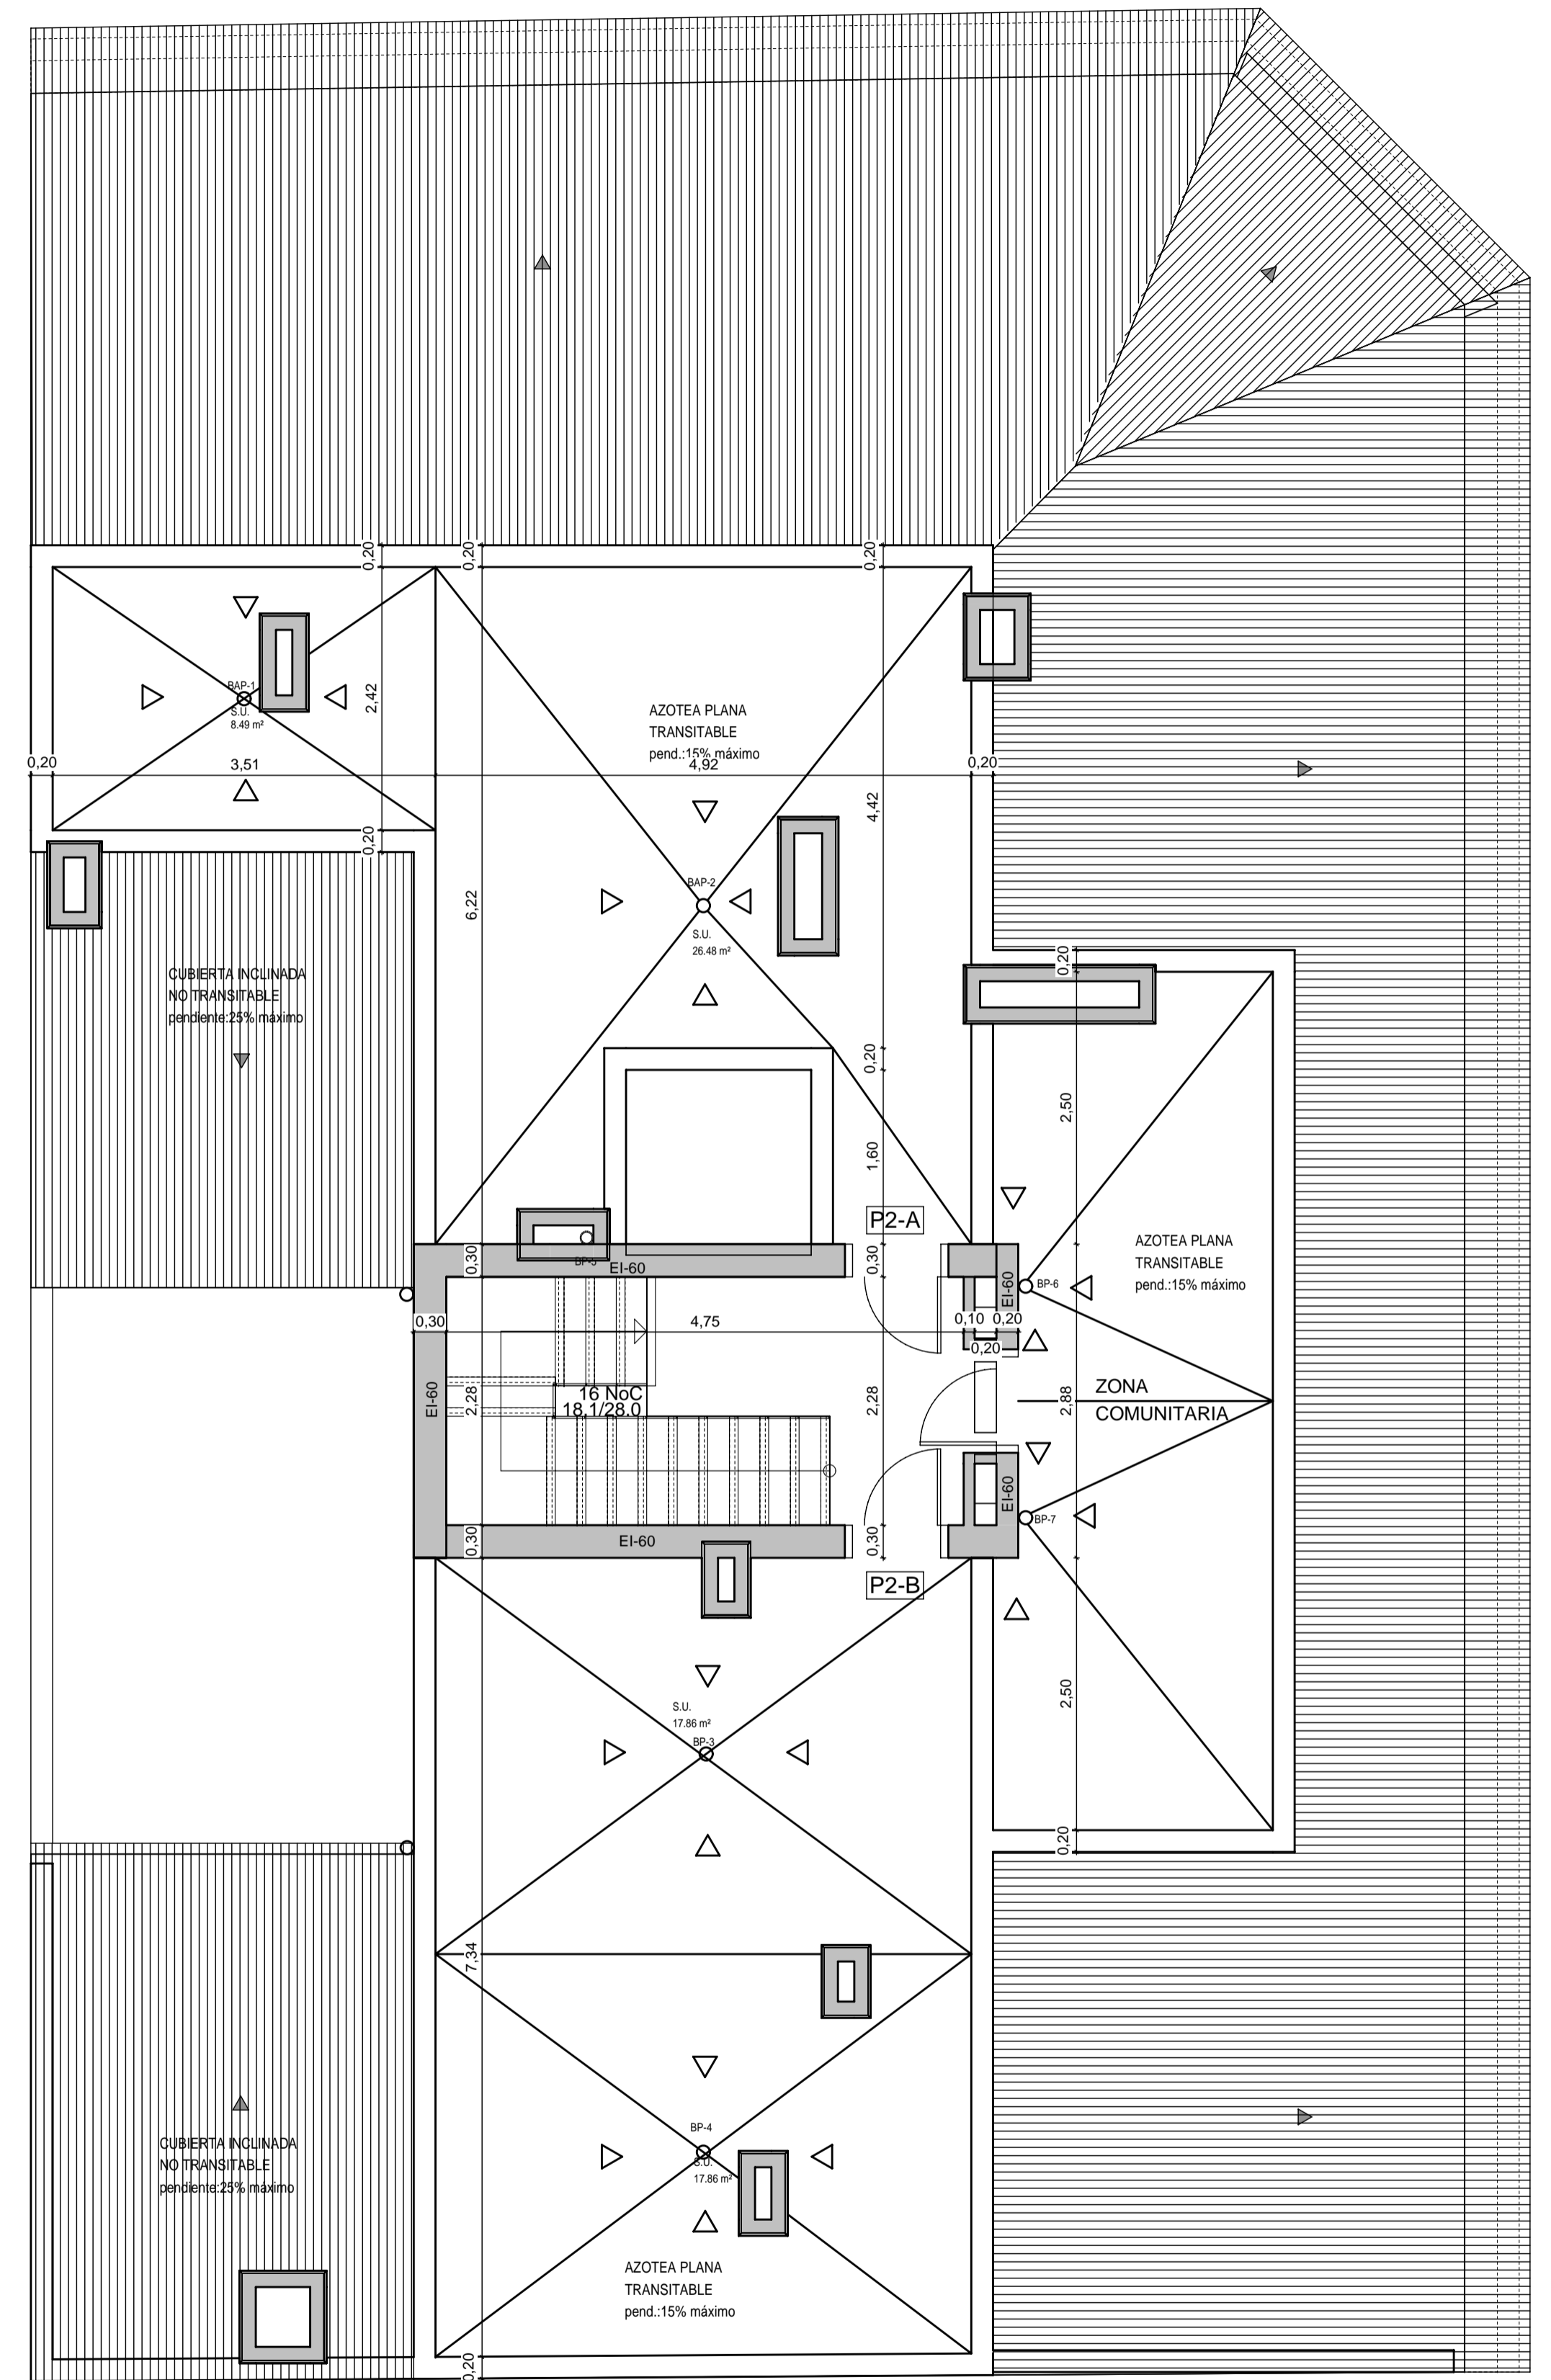 0,20
0,20
0,20
BAP-1
S.U.
8.49 m²
2,42
AZOTEA PLANA
TRANSITABLE
pend.:15% máximo
0,20
3,51
4,92
0,20
4,42
0,20
BAP-2
6,22
S.U.
26.48 m²
0,20
CUBIERTA INCLINADA
NO TRANSITABLE
pendiente:25% máximo
0,20
2,50
1,60
P2-A
AZOTEA PLANA
TRANSITABLE
pend.:15% máximo
0,30
BP-5
EI-60
0,30
EI-60
BP-6
0,30
4,75
0,10
0,20
0,20
EI-60
2,28
16 NoC
18.1/28.0
2,28
2,88
ZONA
COMUNITARIA
EI-60
BP-7
0,30
EI-60
0,30
P2-B
2,50
S.U.
17.86 m²
BP-3
0,20
7,34
BP-4
S.U.
17.86 m²
CUBIERTA INCLINADA
NO TRANSITABLE
pendiente:25% máximo
AZOTEA PLANA
TRANSITABLE
pend.:15% máximo
0,20